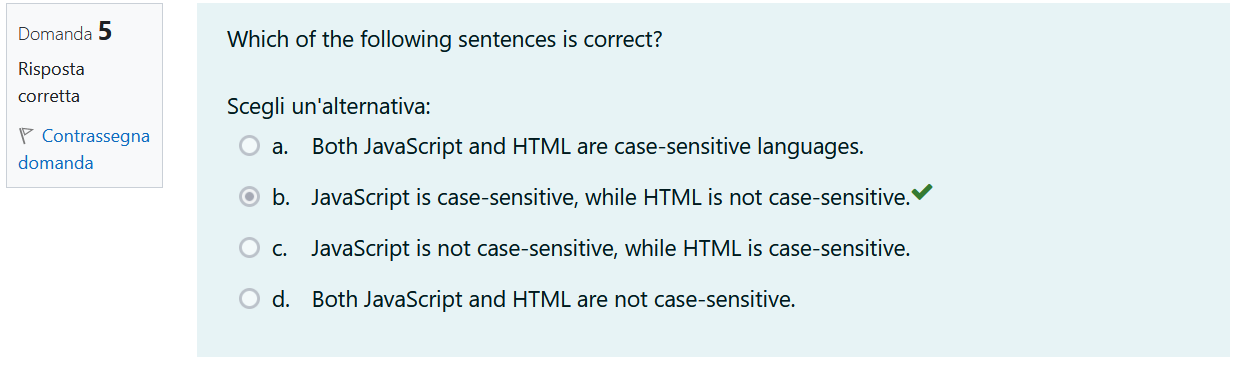 Domanda 5
Risposta
corretta
Contrassegna
domanda
Which of the following sentences is correct?
Scegli un'alternativa:
a. Both JavaScript and HTML are case-sensitive languages.
b. JavaScript is case-sensitive, while HTML is not case-sensitive.
c. JavaScript is not case-sensitive, while HTML is case-sensitive.
d. Both JavaScript and HTML are not case-sensitive.